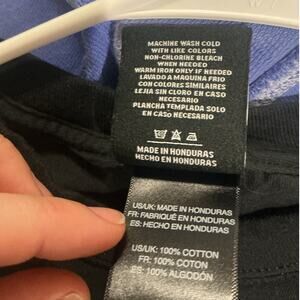 MACHINE WASH COLD
WITH LIKE COLORS
NON-CHLORINE BLEACH
WHEN NEEDED
WARM IRON ONLY IF NEEDED
LAVADO A MAQUINA FRIO
CON COLORES SIMILARES
LEJIA SIN CLORO EN CASO
NECESARIO
PLANCHA TEMPLADA SOLO
EN CASO NECESARIO
MADE IN HONDURAS
HECHO EN HONDURAS
US/UK: MADE IN HONDURAS
FR: FABRIQUÉ EN HONDURAS
ES: HECHO EN HONDURAS
US/UK: 100% COTTON
FR: 100% COTON
ES: 100% ALGODÓN